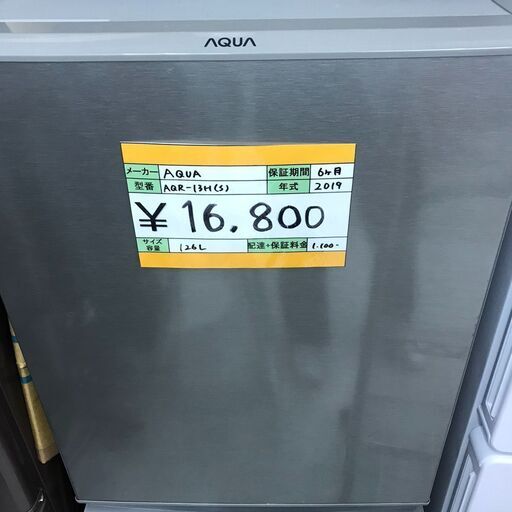 AQUA
メーカー AQUA 保証期間 6ヶ月
型番 AQR-13H(S) 年式 2019
¥16,800
サイズ容量 126L 配達+保証料金 1.100-